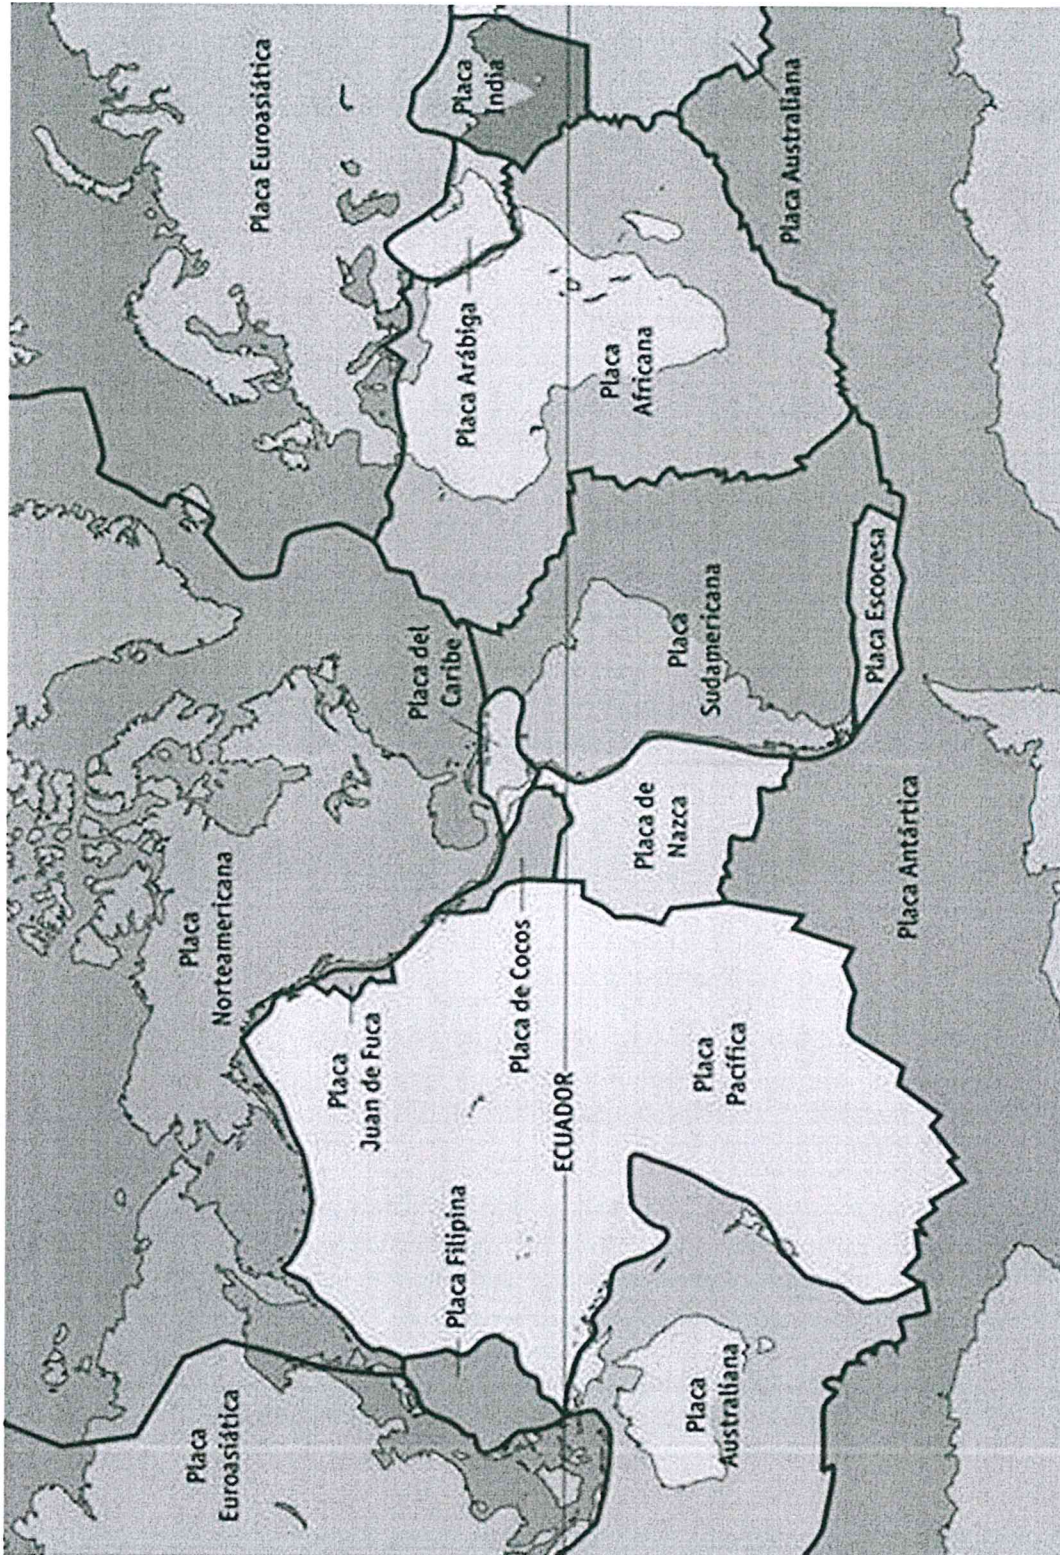 Placa
Euroasiática
Placa Filipina
Placa
Juan de Fuca
Placa
Norteamericana
Placa de Cocos
ECUADOR
Placa
Australiana
Placa
Pacífica
Placa del
Caribe
Placa de
Nazca
Placa
Sudamericana
Placa Antártica
Placa Escocesa
Placa Euroasiática
Placa Arábiga
Placa
Africana
Placa
India
Placa Australiana